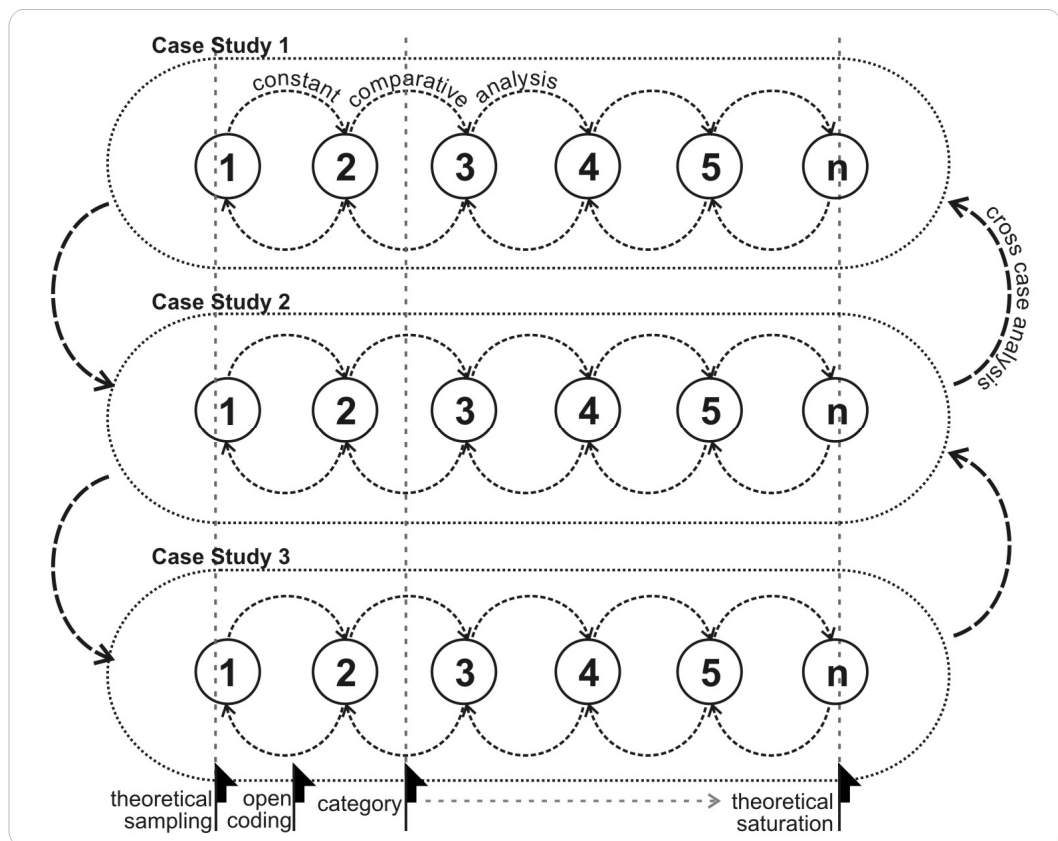 Case Study 1
constant comparative analysis
1 2 3 4 5 n
cross case analysis
Case Study 2
1 2 3 4 5 n
Case Study 3
1 2 3 4 5 n
theoretical sampling
open coding
category
theoretical saturation